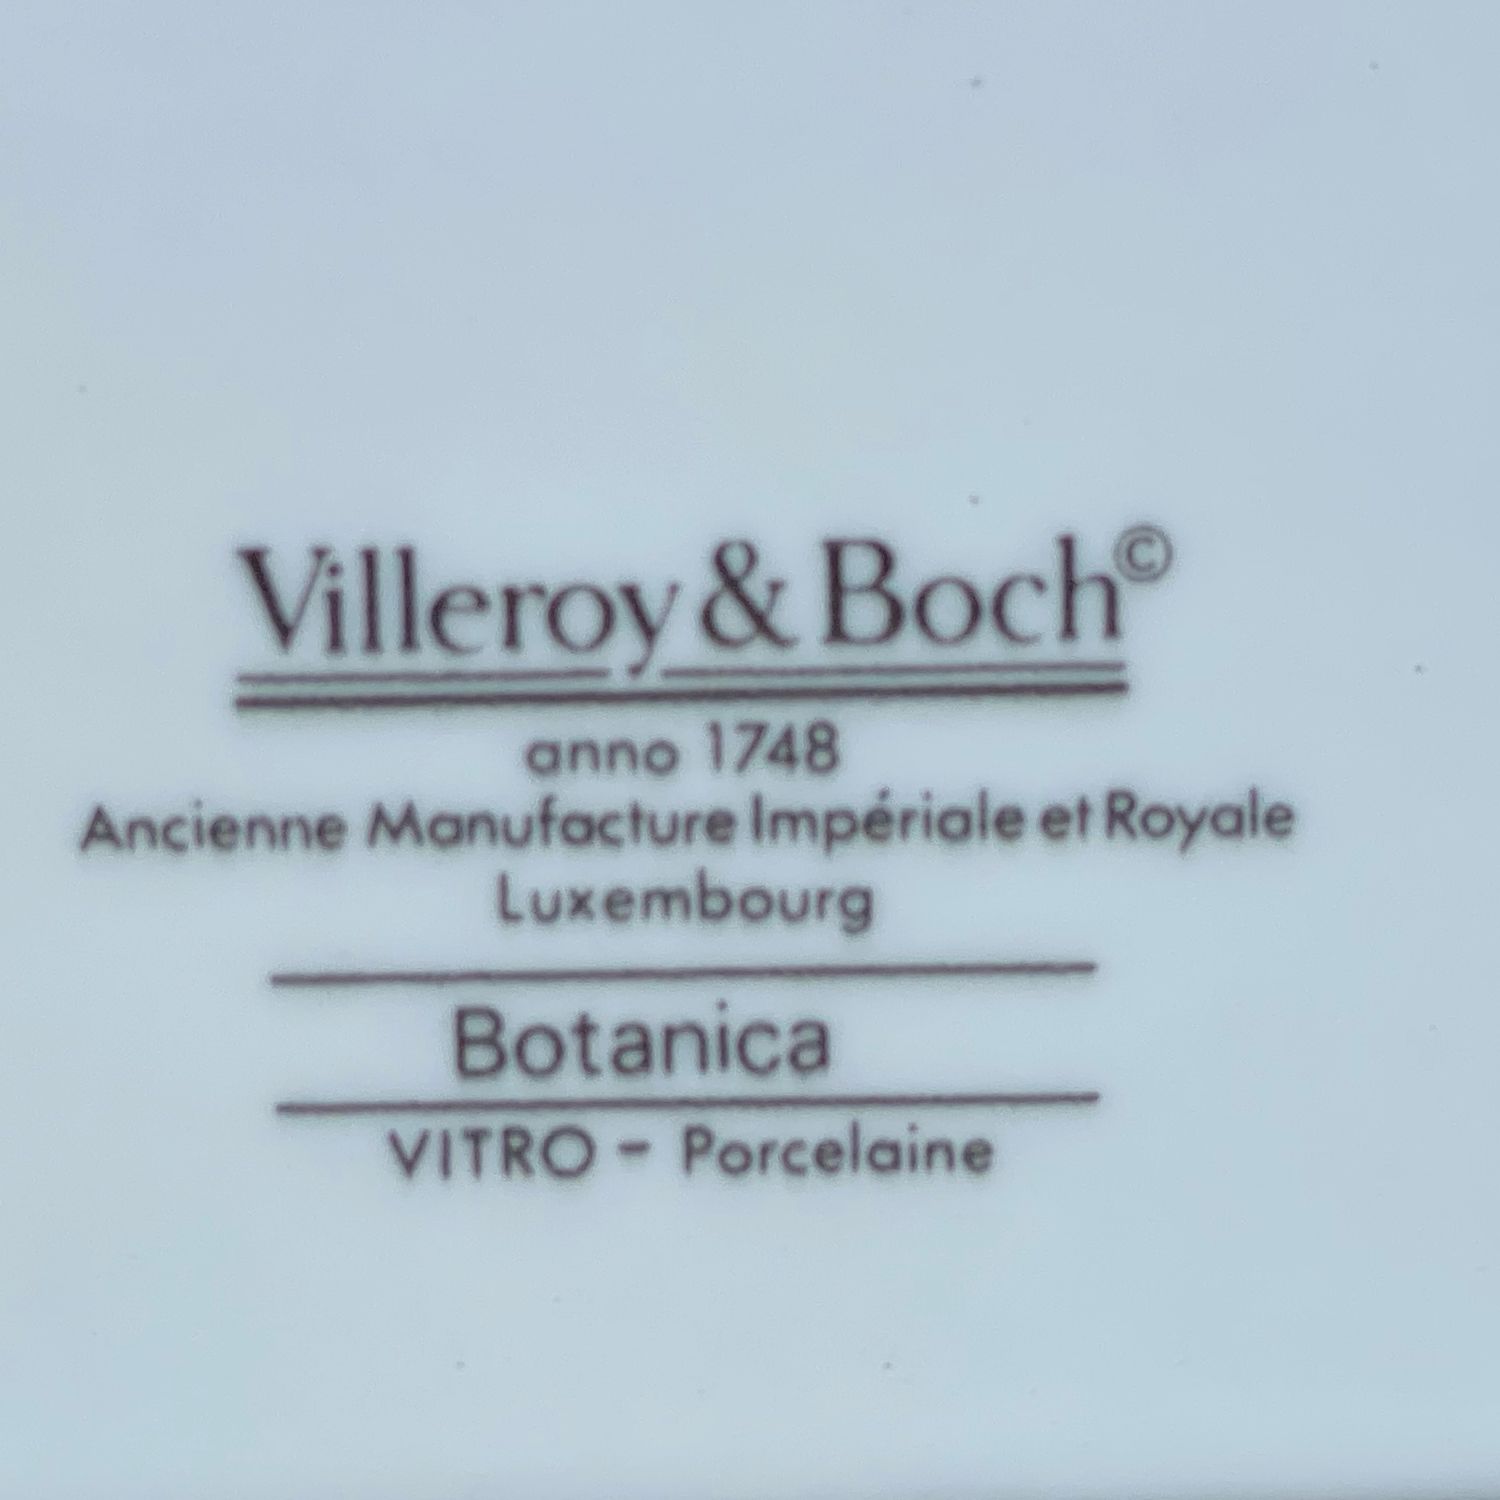 Villeroy & Boch©
anno 1748
Ancienne Manufacture Impériale et Royale
Luxembourg
Botanica
VITRO - Porcelaine